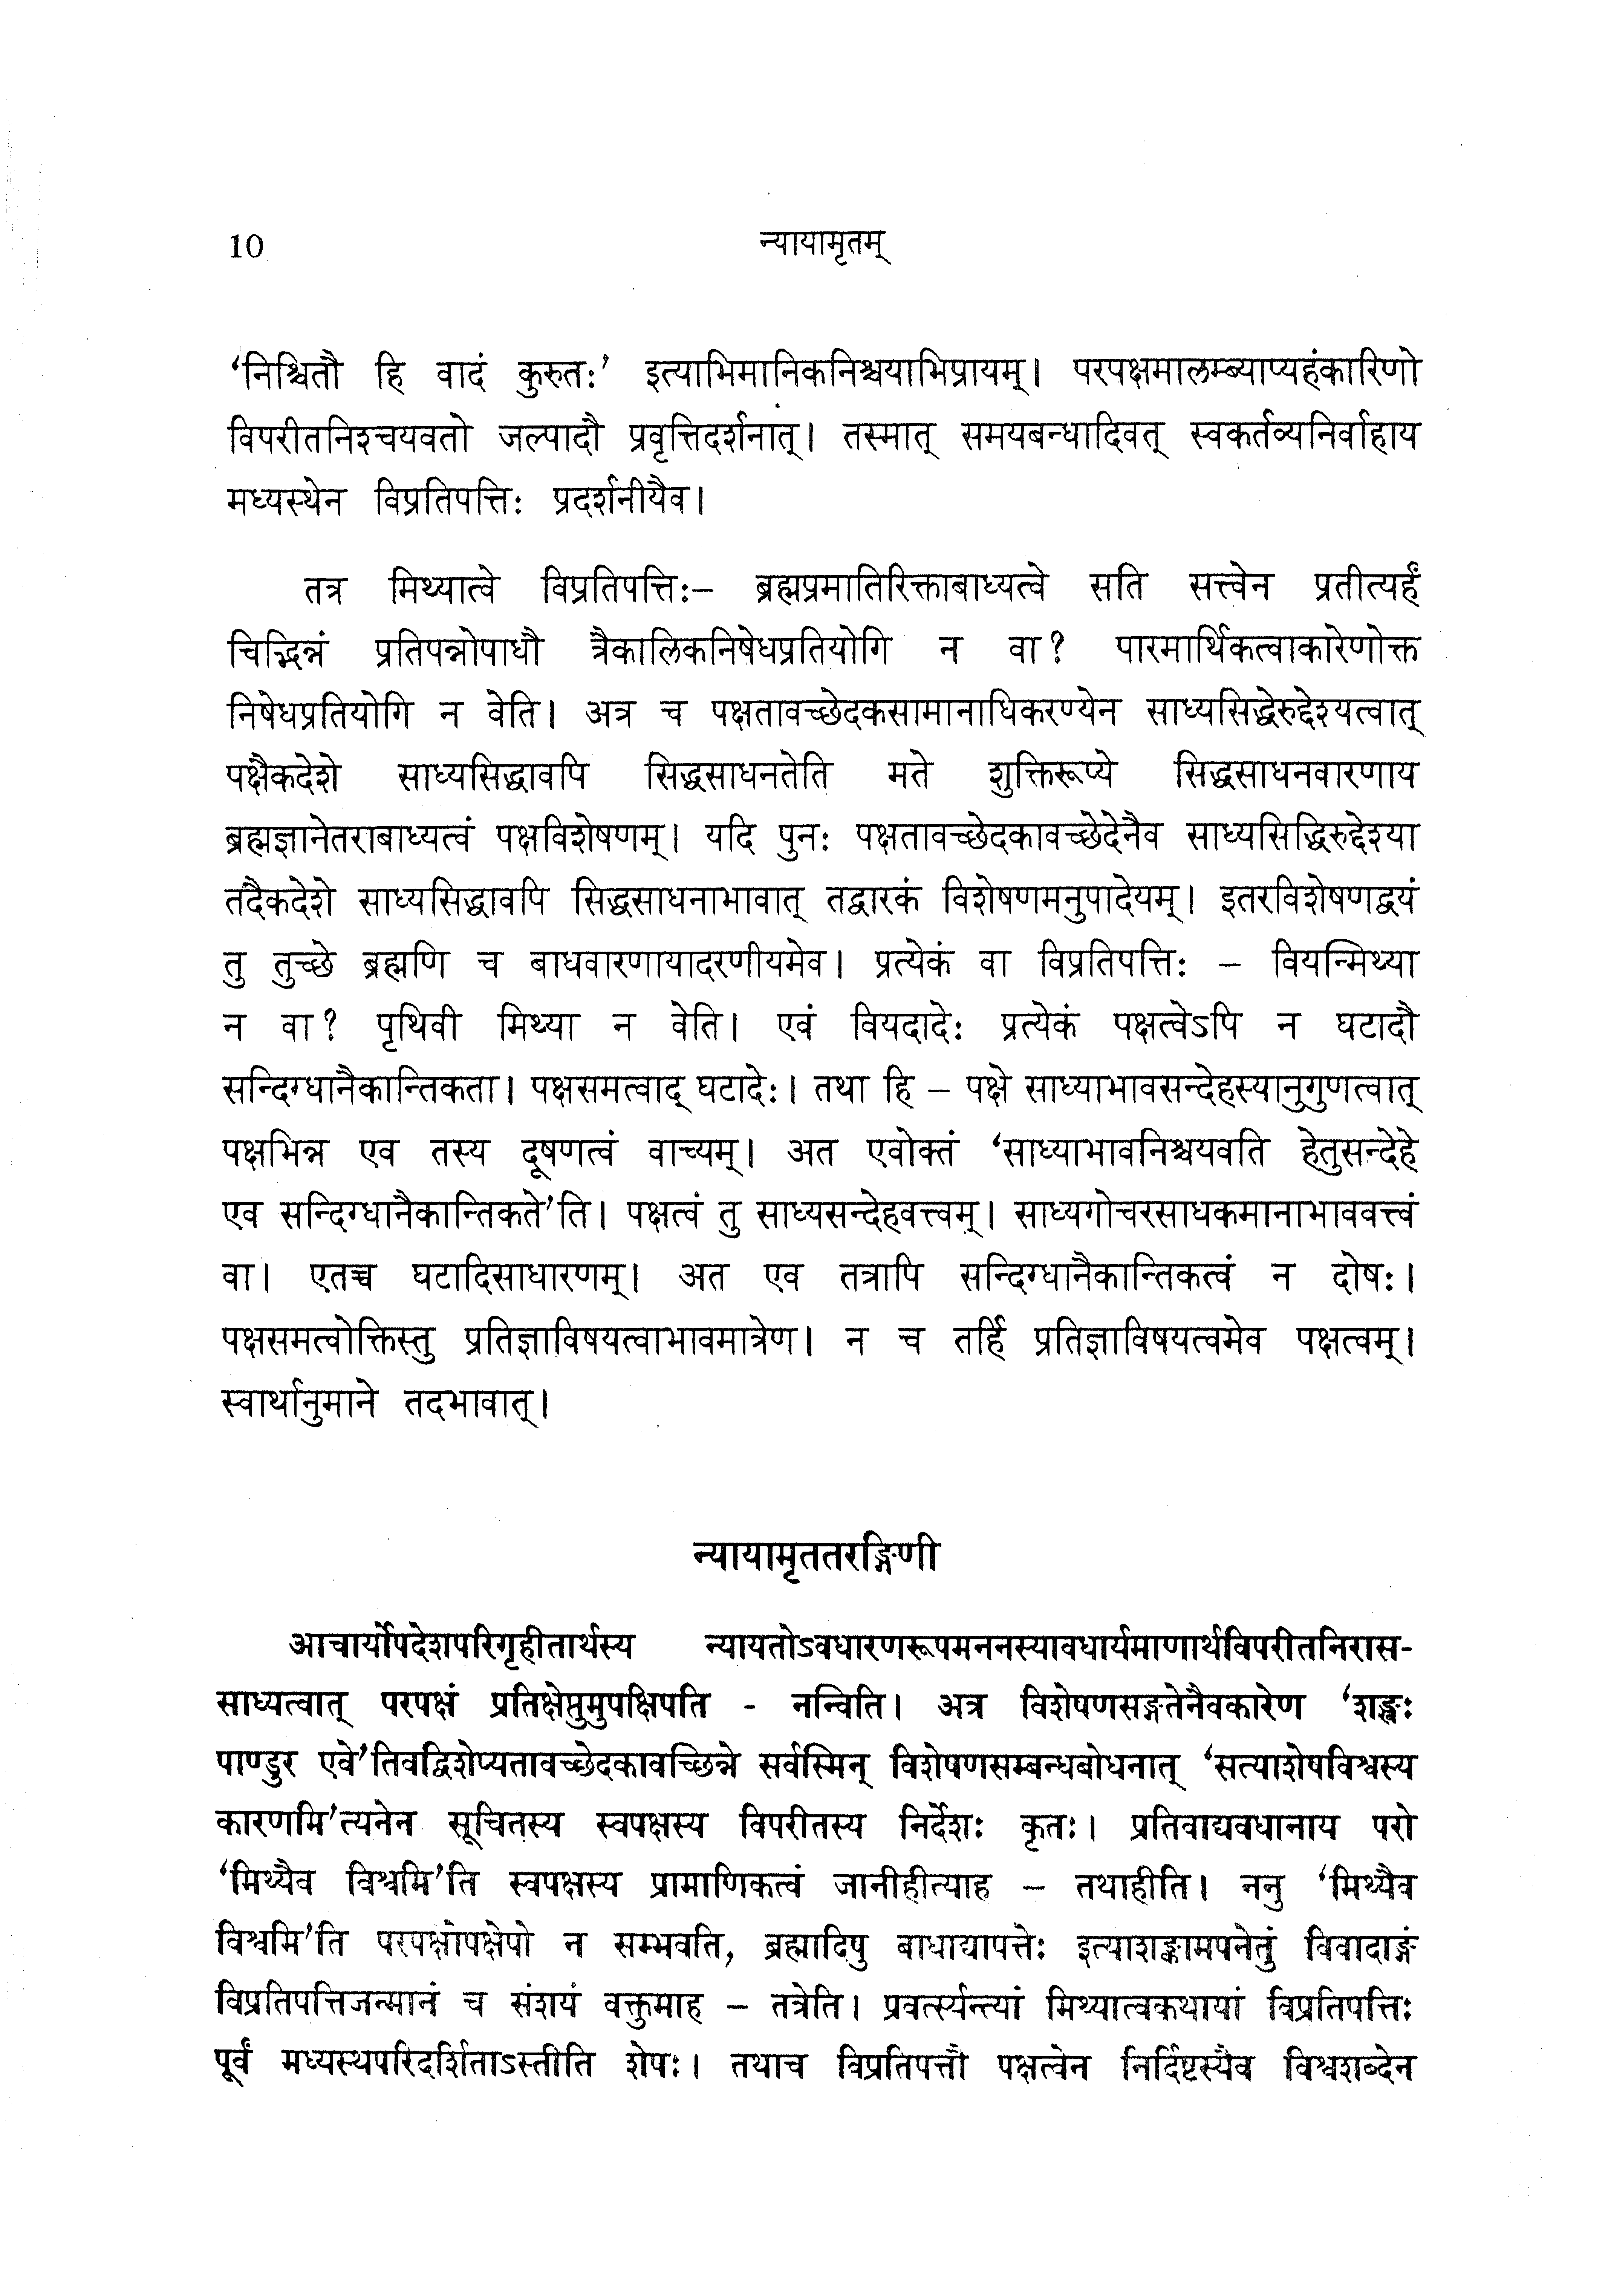 10
न्यायामृतम्
‘निश्चितौ हि वादं कुरुतः’ इत्याभिमानिकनिश्चयाभिप्रायम्। परपक्षमालम्ब्याप्यहंकारिणो
विपरीतनिश्चयवतो जल्पादौ प्रवृत्तिदर्शनात्। तस्मात् समयबन्धादिवत् स्वकर्तव्यनिर्वाहाय
मध्यस्थेन विप्रतिपत्तिः प्रदर्शनीयैव।
तत्र मिथ्यात्वे विप्रतिपत्तिः– ब्रह्मप्रमातिरिक्ताबाध्यत्वे सति सत्त्वेन प्रतीत्यर्हं
चिद्भिन्नं प्रतिपन्नोपाधौ त्रैकालिकनिषेधप्रतियोगि न वा? पारमार्थिकत्वाकारेणोक्त
निषेधप्रतियोगि न वेति। अत्र च पक्षतावच्छेदकसामानाधिकरण्येन साध्यसिद्धेरुद्देश्यत्वात्
पक्षैकदेशे साध्यसिद्धावपि सिद्धसाधनतेति मते शुक्तिरूप्ये सिद्धसाधनवारणाय
ब्रह्मज्ञानेतराबाध्यत्वं पक्षविशेषणम्। यदि पुनः पक्षतावच्छेदकावच्छेदेनैव साध्यसिद्धिरुद्देश्या
तदैकदेशे साध्यसिद्धावपि सिद्धसाधनाभावात् तद्वारकं विशेषणमनुपादेयम्। इतरविशेषणद्वयं
तु तुच्छे ब्रह्मणि च बाधवारणायादरणीयमेव। प्रत्येकं वा विप्रतिपत्तिः – वियन्मिथ्या
न वा? पृथिवी मिथ्या न वेति। एवं वियदादेः प्रत्येकं पक्षत्वेऽपि न घटादौ
सन्दिग्धानैकान्तिकता। पक्षसमत्वाद् घटादेः। तथा हि – पक्षे साध्याभावसन्देहस्यानुगुणत्वात्
पक्षभिन्न एव तस्य दूषणत्वं वाच्यम्। अत एवोक्तं ‘साध्याभावनिश्चयवति हेतुसन्देहे
एव सन्दिग्धानैकान्तिकते’ति। पक्षत्वं तु साध्यसन्देहवत्त्वम्। साध्यगोचरसाधकमानाभाववत्त्वं
वा। एतच्च घटादिसाधारणम्। अत एव तत्रापि सन्दिग्धानैकान्तिकत्वं न दोषः।
पक्षसमत्वोक्तिस्तु प्रतिज्ञाविषयत्वाभावमात्रेण। न च तर्हि प्रतिज्ञाविषयत्वमेव पक्षत्वम्।
स्वार्थानुमाने तदभावात्।
न्यायामृततरङ्गिणी
आचार्योपदेशपरिगृहीतार्थस्य न्यायतोऽवधारणरूपमननस्यावधार्यमाणार्थविपरीतनिरास-
साध्यत्वात् परपक्षं प्रतिक्षेप्तुमुपक्षिपति - नन्विति। अत्र विशेषणसङ्गतेनैवकारेण ‘शङ्खः
पाण्डुर एवे’तिवद्विशेष्यतावच्छेदकावच्छिन्ने सर्वस्मिन् विशेषणसम्बन्धबोधनात् ‘सत्याशेषविश्वस्य
कारणमि’त्यनेन सूचितस्य स्वपक्षस्य विपरीतस्य निर्देशः कृतः। प्रतिवाद्यवधानाय परो
‘मिथ्यैव विश्वमि’ति स्वपक्षस्य प्रामाणिकत्वं जानीहीत्याह – तथाहीति। ननु ‘मिथ्यैव
विश्वमि’ति परपक्षोपक्षेपो न सम्भवति, ब्रह्मादिषु बाधाद्यापत्तेः इत्याशङ्कामपनेतुं विवादाङ्गं
विप्रतिपत्तिजन्मानं च संशयं वक्तुमाह – तत्रेति। प्रवर्त्स्यन्त्यां मिथ्यात्वकथायां विप्रतिपत्तिः
पूर्वं मध्यस्थपरिदर्शिताऽस्तीति शेषः। तथाच विप्रतिपत्तौ पक्षत्वेन निर्दिष्टस्यैव विश्वशब्देन